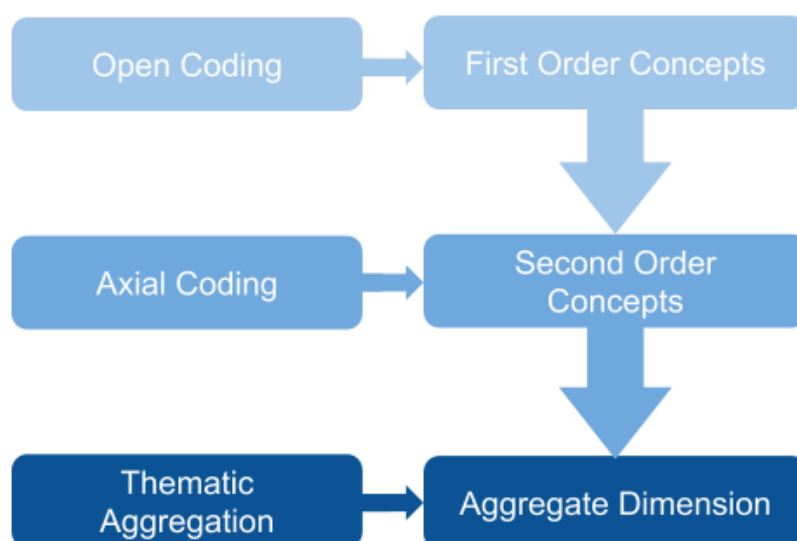 Open Coding
First Order Concepts
Axial Coding
Second Order
Concepts
Thematic
Aggregation
Aggregate Dimension